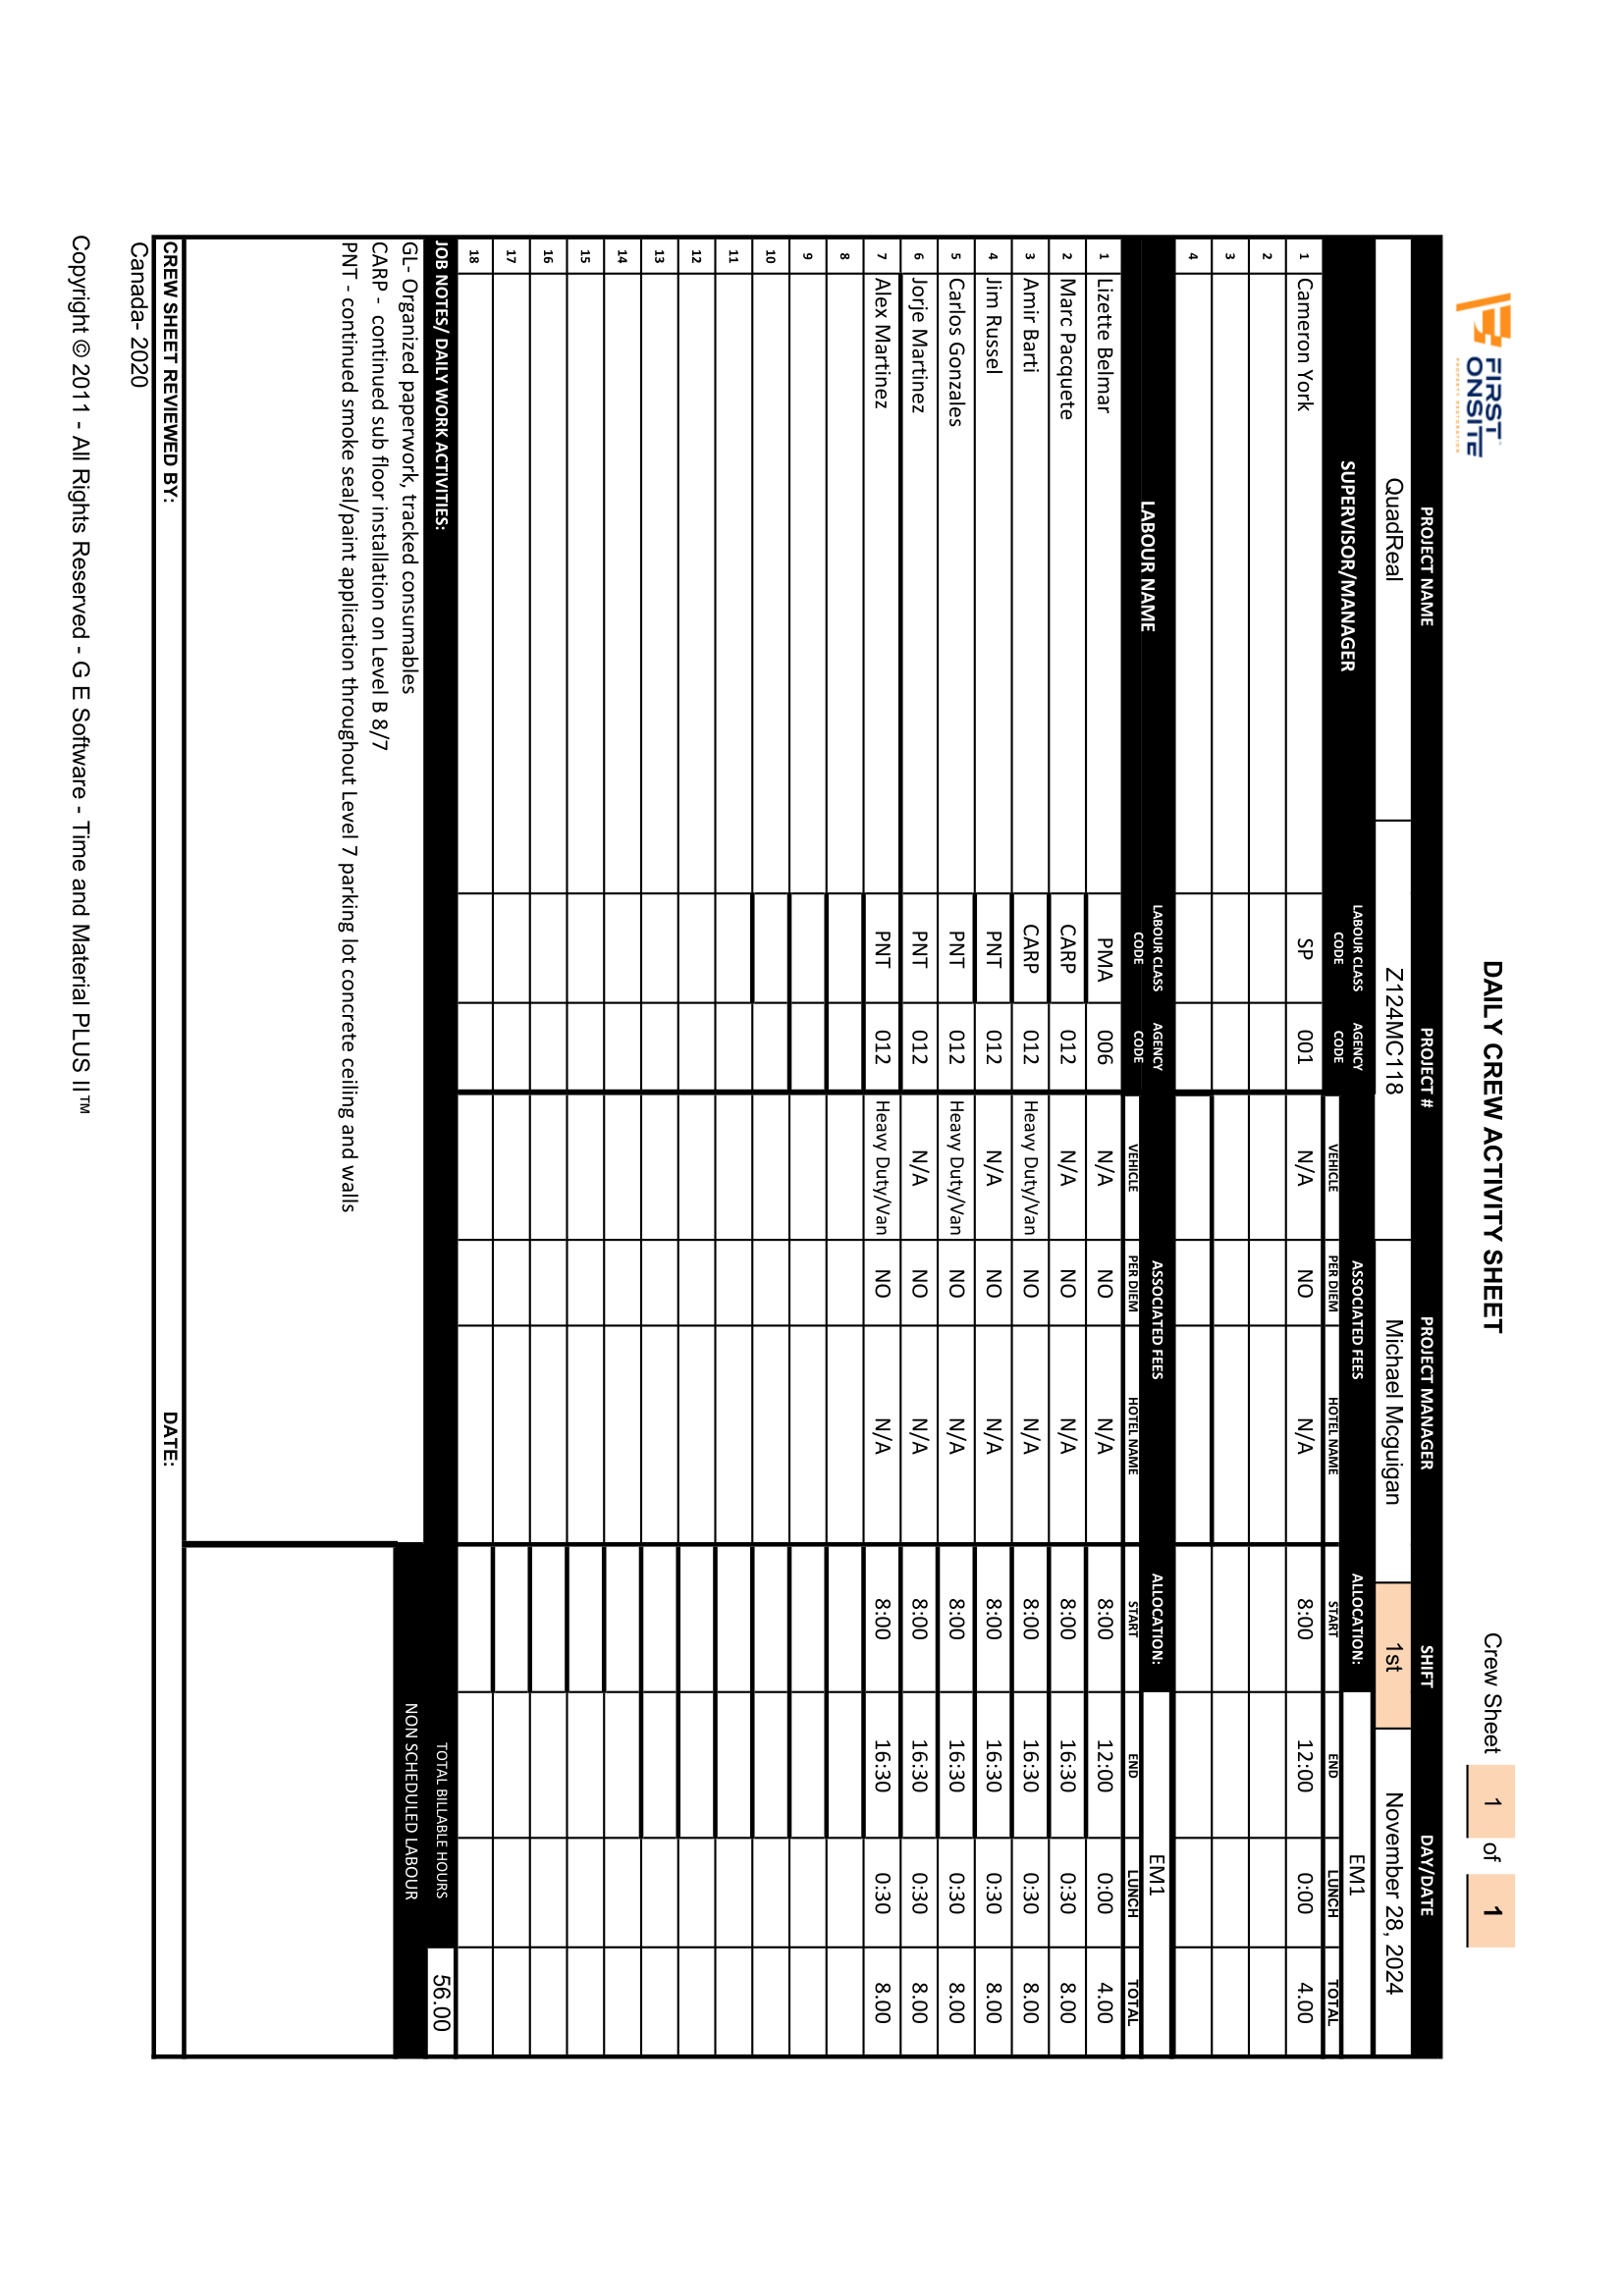 FIRST ONSITE
PROPERTY RESTORATION
DAILY CREW ACTIVITY SHEET
Crew Sheet 1 of 1
PROJECT NAME PROJECT # PROJECT MANAGER SHIFT DAY/DATE
QuadReal Z124MC118 Michael Mcguigan 1st November 28, 2024
SUPERVISOR/MANAGER LABOUR CLASS CODE AGENCY CODE ASSOCIATED FEES ALLOCATION: EM1
VEHICLE PER DIEM HOTEL NAME START END LUNCH TOTAL
1 Cameron York SP 001 N/A NO N/A 8:00 12:00 0:00 4.00
2
3
4
LABOUR NAME LABOUR CLASS CODE AGENCY CODE ASSOCIATED FEES ALLOCATION: EM1
VEHICLE PER DIEM HOTEL NAME START END LUNCH TOTAL
1 Lizette Belmar PMA 006 N/A NO N/A 8:00 12:00 0:00 4.00
2 Marc Pacquete CARP 012 N/A NO N/A 8:00 16:30 0:30 8.00
3 Amir Barti CARP 012 Heavy Duty/Van NO N/A 8:00 16:30 0:30 8.00
4 Jim Russel PNT 012 N/A NO N/A 8:00 16:30 0:30 8.00
5 Carlos Gonzales PNT 012 Heavy Duty/Van NO N/A 8:00 16:30 0:30 8.00
6 Jorje Martinez PNT 012 N/A NO N/A 8:00 16:30 0:30 8.00
7 Alex Martinez PNT 012 Heavy Duty/Van NO N/A 8:00 16:30 0:30 8.00
8
9
10
11
12
13
14
15
16
17
18
JOB NOTES/ DAILY WORK ACTIVITIES: TOTAL BILLABLE HOURS 56.00
GL- Organized paperwork, tracked consumables NON SCHEDULED LABOUR
CARP - continued sub floor installation on Level B 8/7
PNT - continued smoke seal/paint application throughout Level 7 parking lot concrete ceiling and walls
CREW SHEET REVIEWED BY: DATE:
Canada- 2020
Copyright © 2011 - All Rights Reserved - G E Software - Time and Material PLUS II™